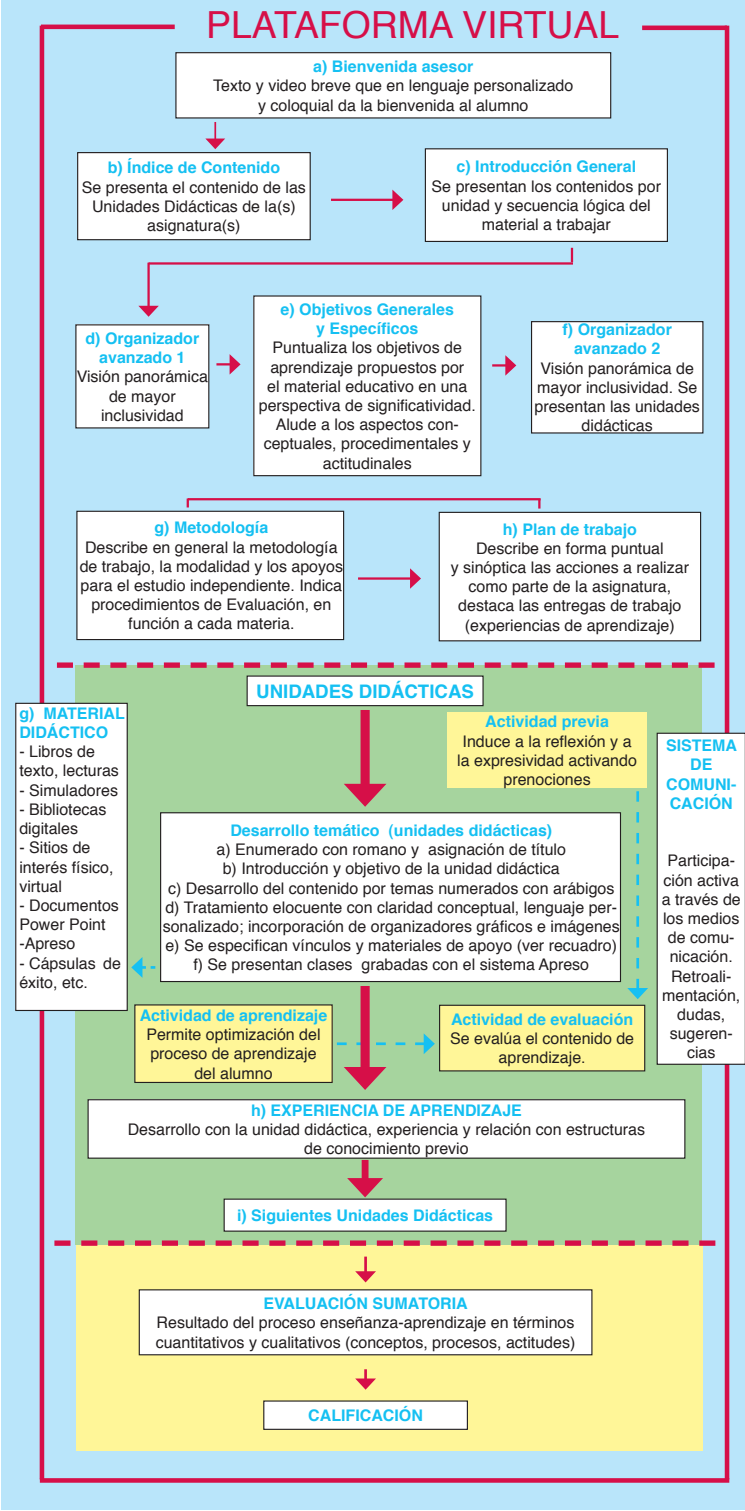 PLATAFORMA VIRTUAL
a) Bienvenida asesor
Texto y video breve que en lenguaje personalizado
y coloquial da la bienvenida al alumno
b) Índice de Contenido
Se presenta el contenido de las
Unidades Didácticas de la(s)
asignatura(s)
c) Introducción General
Se presentan los contenidos por
unidad y secuencia lógica del
material a trabajar
d) Organizador
avanzado 1
Visión panorámica
de mayor
inclusividad
e) Objetivos Generales
y Específicos
Puntualiza los objetivos de
aprendizaje propuestos por
el material educativo en una
perspectiva de significatividad.
Alude a los aspectos con-
ceptuales, procedimentales y
actitudinales
f) Organizador
avanzado 2
Visión panorámica de
mayor inclusividad. Se
presentan las unidades
didácticas
g) Metodología
Describe en general la metodología
de trabajo, la modalidad y los apoyos
para el estudio independiente. Indica
procedimientos de Evaluación, en
función a cada materia.
h) Plan de trabajo
Describe en forma puntual
y sinóptica las acciones a realizar
como parte de la asignatura,
destaca las entregas de trabajo
(experiencias de aprendizaje)
UNIDADES DIDÁCTICAS
g) MATERIAL
DIDÁCTICO
- Libros de
texto, lecturas
- Simuladores
- Bibliotecas
digitales
- Sitios de
interés físico,
virtual
- Documentos
Power Point
-Apreso
- Cápsulas de
éxito, etc.
Actividad previa
Induce a la reflexión y a
la expresividad activando
prenociones
SISTEMA
DE
COMUNI-
CACIÓN
Participa-
ción activa
a través de
los medios
de comu-
nicación.
Retroali-
mentación,
dudas,
sugeren-
cias
Desarrollo temático (unidades didácticas)
a) Enumerado con romano y asignación de título
b) Introducción y objetivo de la unidad didáctica
c) Desarrollo del contenido por temas numerados con arábigos
d) Tratamiento elocuente con claridad conceptual, lenguaje per-
sonalizado; incorporación de organizadores gráficos e imágenes
e) Se especifican vínculos y materiales de apoyo (ver recuadro)
f) Se presentan clases grabadas con el sistema Apreso
Actividad de aprendizaje
Permite optimización del
proceso de aprendizaje
del alumno
Actividad de evaluación
Se evalúa el contenido de
aprendizaje.
h) EXPERIENCIA DE APRENDIZAJE
Desarrollo con la unidad didáctica, experiencia y relación con estructuras
de conocimiento previo
i) Siguientes Unidades Didácticas
EVALUACIÓN SUMATORIA
Resultado del proceso enseñanza-aprendizaje en términos
cuantitativos y cualitativos (conceptos, procesos, actitudes)
CALIFICACIÓN